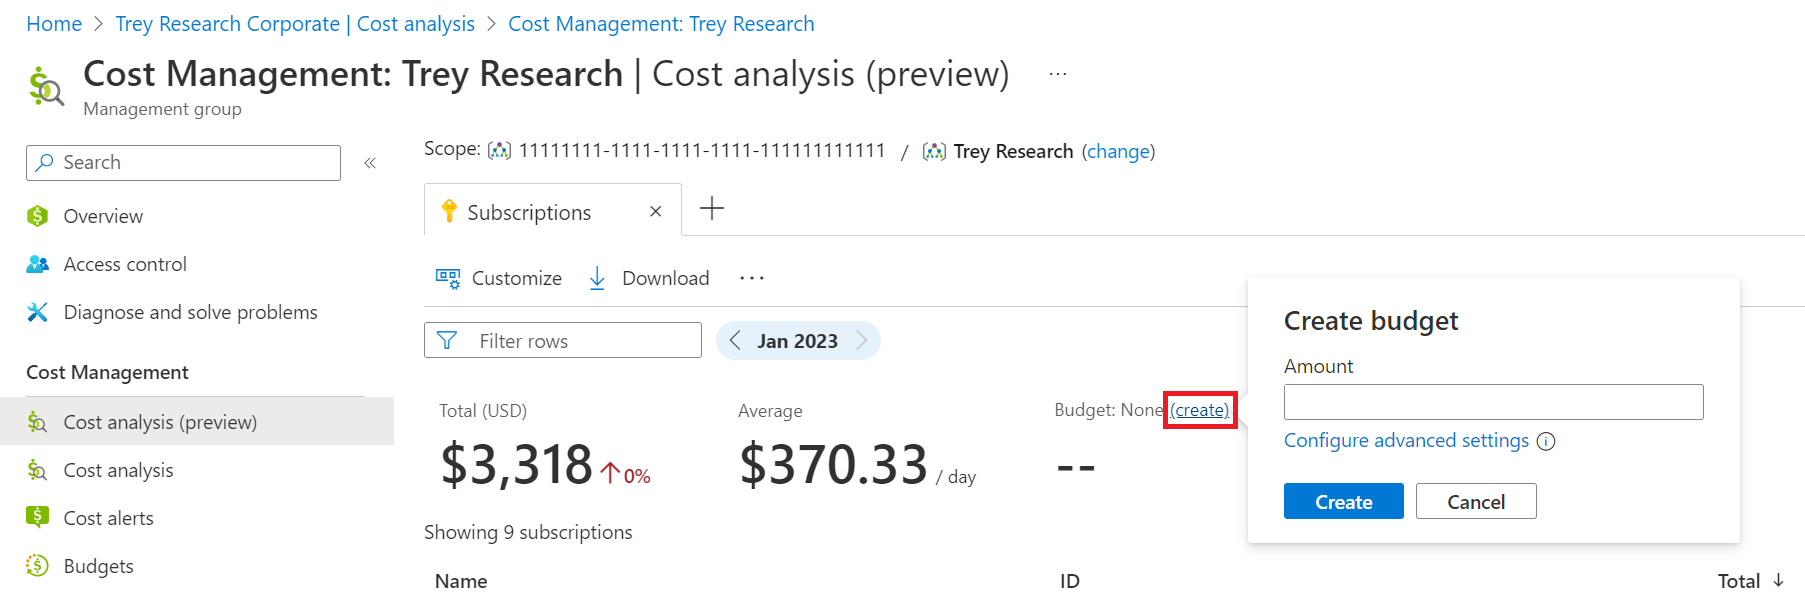 Home > Trey Research Corporate | Cost analysis > Cost Management: Trey Research
Cost Management: Trey Research | Cost analysis (preview) ...
Management group
Search «
Overview
Access control
Diagnose and solve problems
Cost Management
Cost analysis (preview)
Cost analysis
Cost alerts
Budgets
Scope: 11111111-1111-1111-1111-111111111111 / Trey Research (change)
Subscriptions × +
Customize Download ...
Filter rows < Jan 2023 >
Total (USD) Average Budget: None (create)
$3,318 ↑0% $370.33 / day --
Showing 9 subscriptions
Name ID Total ↓
Create budget
Amount
Configure advanced settings
Create Cancel